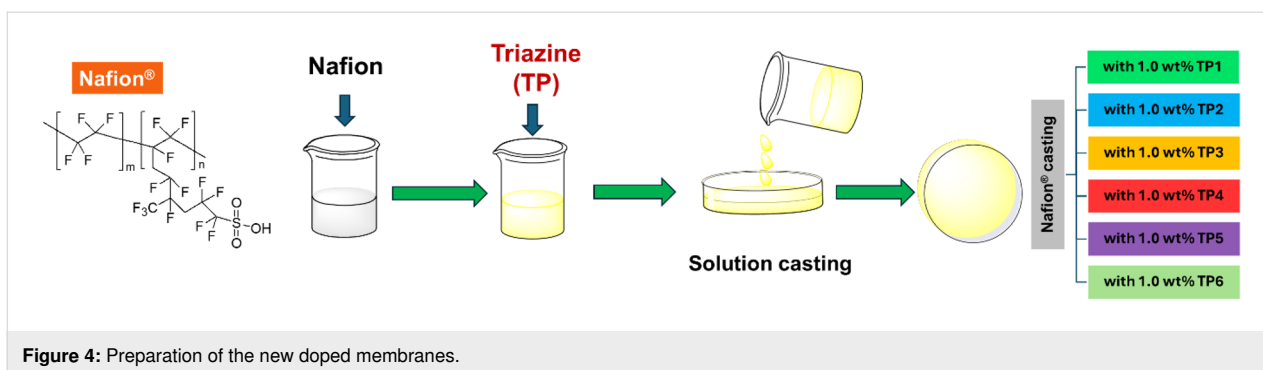 Nafion®
Nafion
Triazine
(TP)
F F F
F F
F F F
m n
F F
F F
F₃C F O
S OH
F F F O
Solution casting
Nafion® casting
with 1.0 wt% TP1
with 1.0 wt% TP2
with 1.0 wt% TP3
with 1.0 wt% TP4
with 1.0 wt% TP5
with 1.0 wt% TP6
Figure 4: Preparation of the new doped membranes.